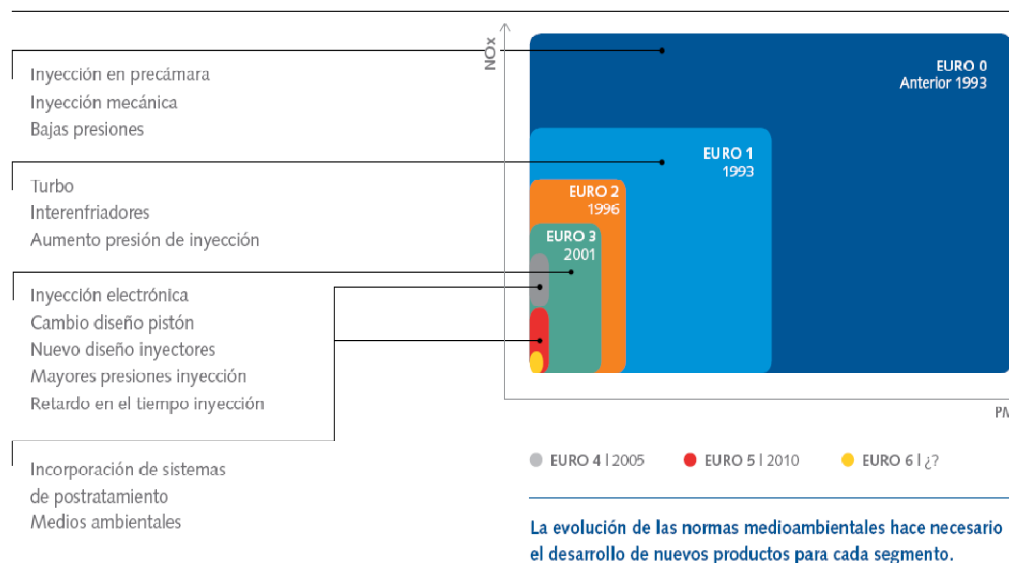 Inyección en precámara
Inyección mecánica
Bajas presiones
Turbo
Interenfriadores
Aumento presión de inyección
Inyección electrónica
Cambio diseño pistón
Nuevo diseño inyectores
Mayores presiones inyección
Retardo en el tiempo inyección
Incorporación de sistemas
de postratamiento
Medios ambientales
NOx
EURO 0
Anterior 1993
EURO 1
1993
EURO 2
1996
EURO 3
2001
PM
EURO 4 | 2005
EURO 5 | 2010
EURO 6 | ¿?
La evolución de las normas medioambientales hace necesario
el desarrollo de nuevos productos para cada segmento.